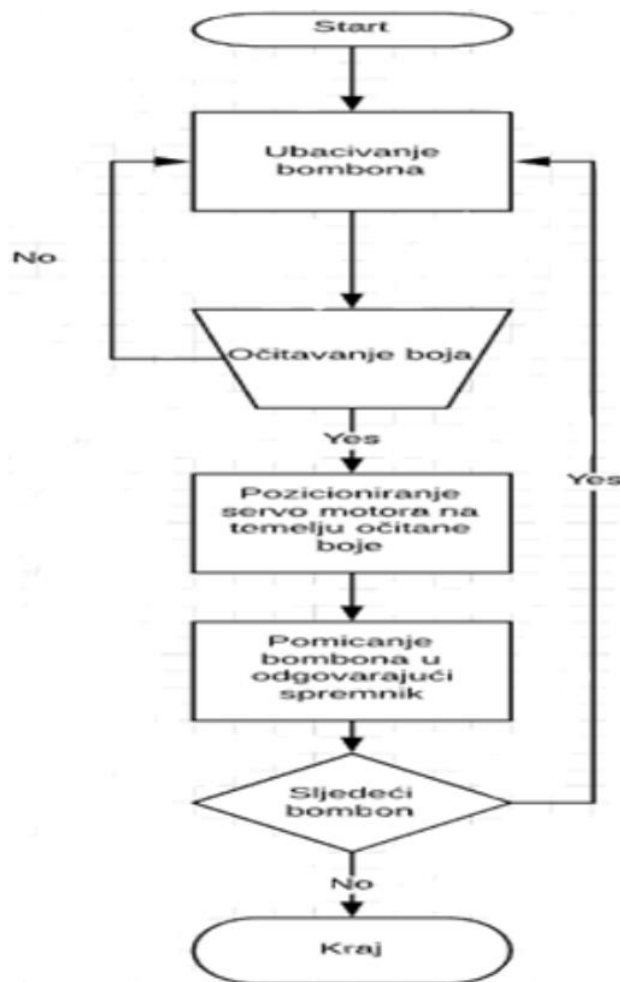 Start
Ubacivanje
bombona
No
Očitavanje boja
Yes
Pozicioniranje
servo motora na
temelju očitane
boje
Yes
Pomicanje
bombona u
odgovarajući
spremnik
Sljedeći
bombon
No
Kraj